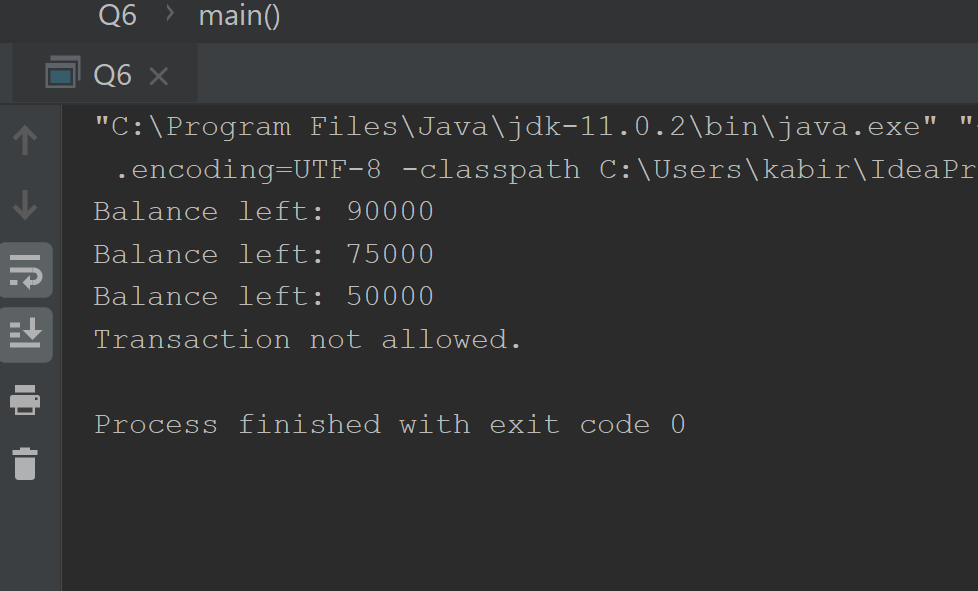 Q6 > main()
Q6
"C:\Program Files\Java\jdk-11.0.2\bin\java.exe" "
.encoding=UTF-8 -classpath C:\Users\kabir\IdeaPr
Balance left: 90000
Balance left: 75000
Balance left: 50000
Transaction not allowed.
Process finished with exit code 0